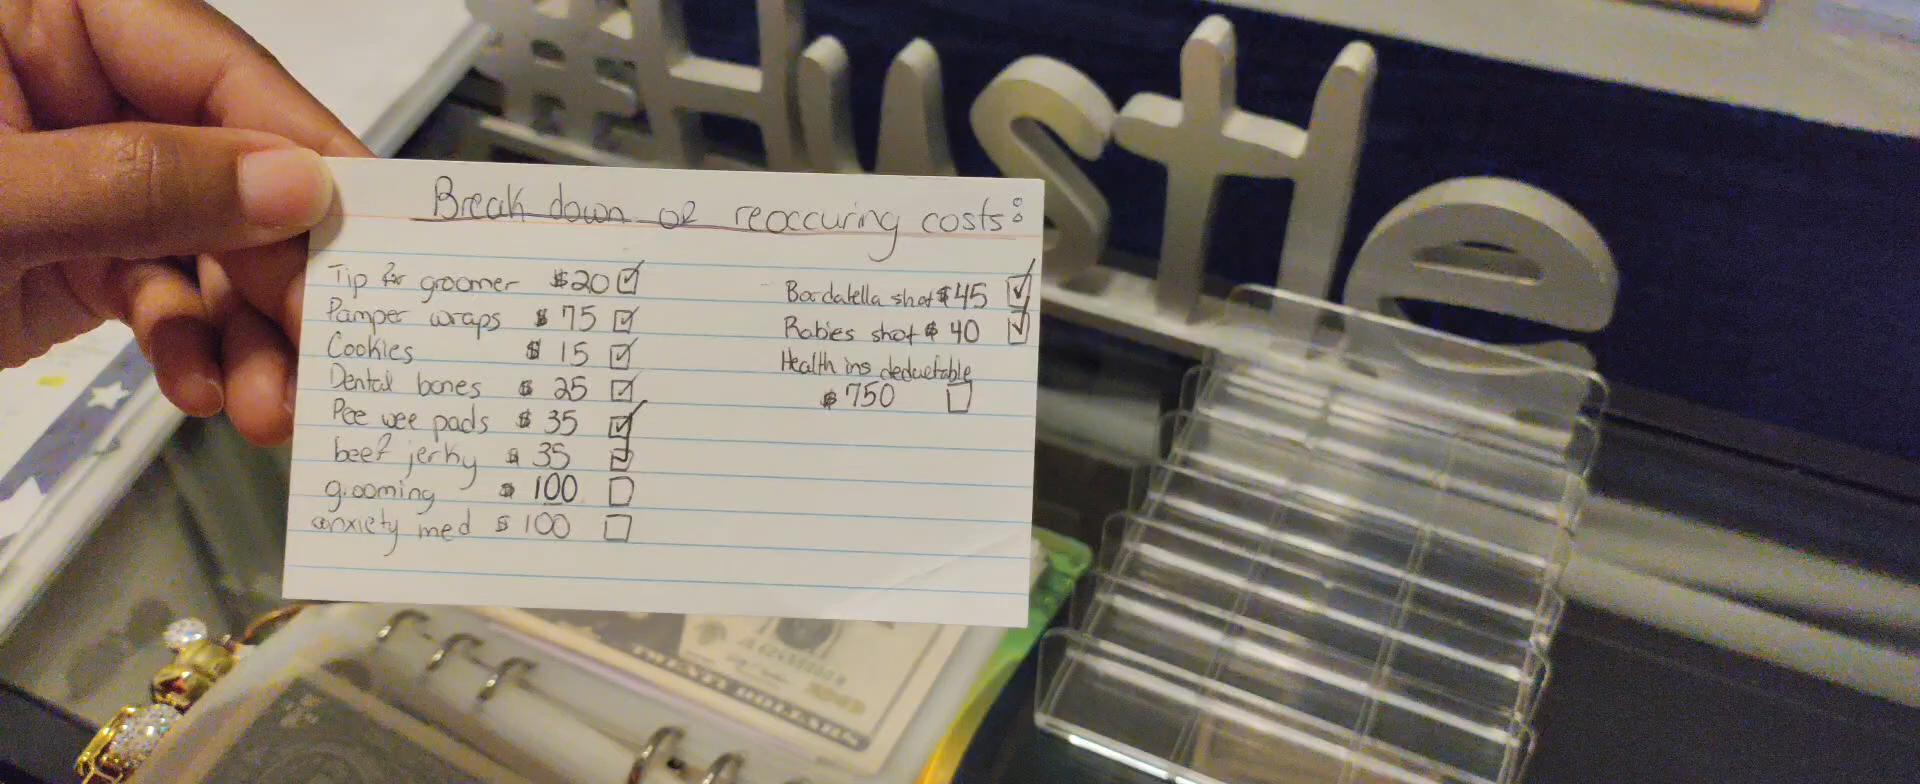 #Hustle
Break down of reoccuring costs:
Tip for groomer $20
Pamper wraps $75
Cookies $15
Dental bones $25
Pee wee pads $35
beef jerky $35
grooming $100
anxiety med $100
Bordatella shot $45
Rabies shot $40
Health ins deductable
$750
TWENTY DOLLARS